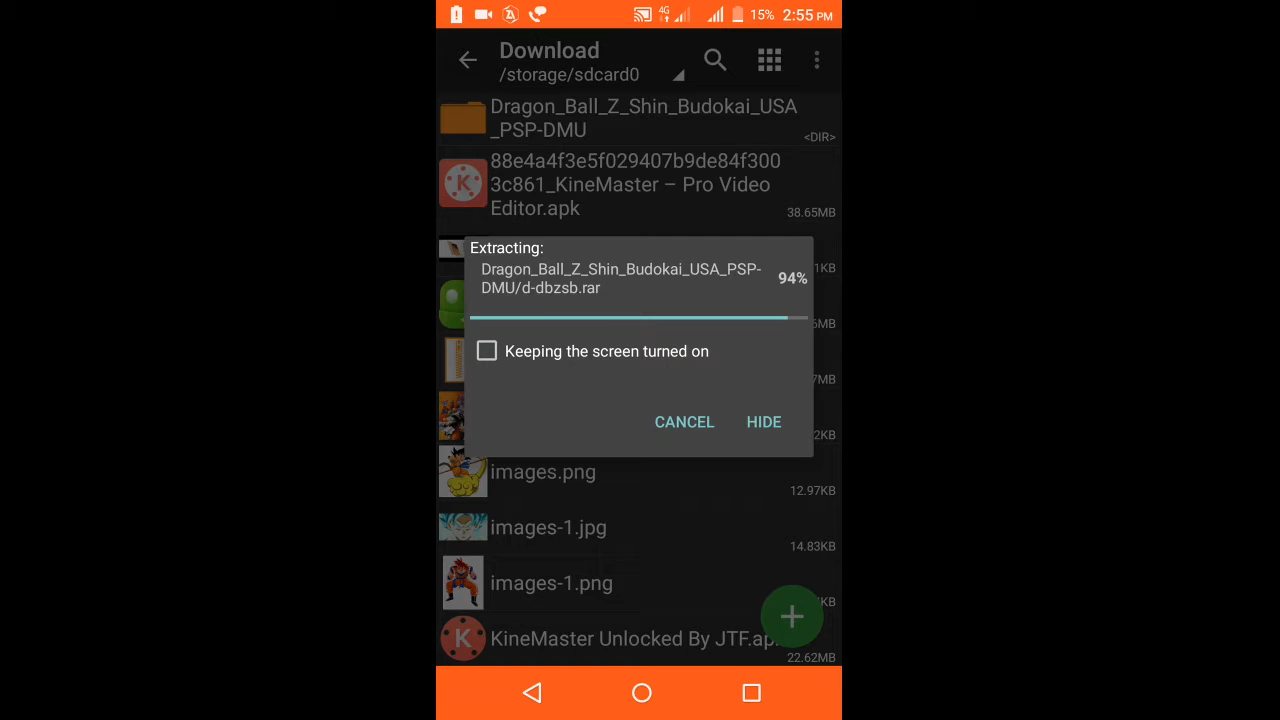 4G
15% 2:55 PM
Download
/storage/sdcard0
Dragon_Ball_Z_Shin_Budokai_USA
_PSP-DMU
<DIR>
88e4a4f3e5f029407b9de84f300
3c861_KineMaster – Pro Video
Editor.apk
38.65MB
Extracting:
Dragon_Ball_Z_Shin_Budokai_USA_PSP-
DMU/d-dbzsb.rar
94%
Keeping the screen turned on
CANCEL HIDE
images.png
12.97KB
images-1.jpg
14.83KB
images-1.png
KineMaster Unlocked By JTF.ap
22.62MB